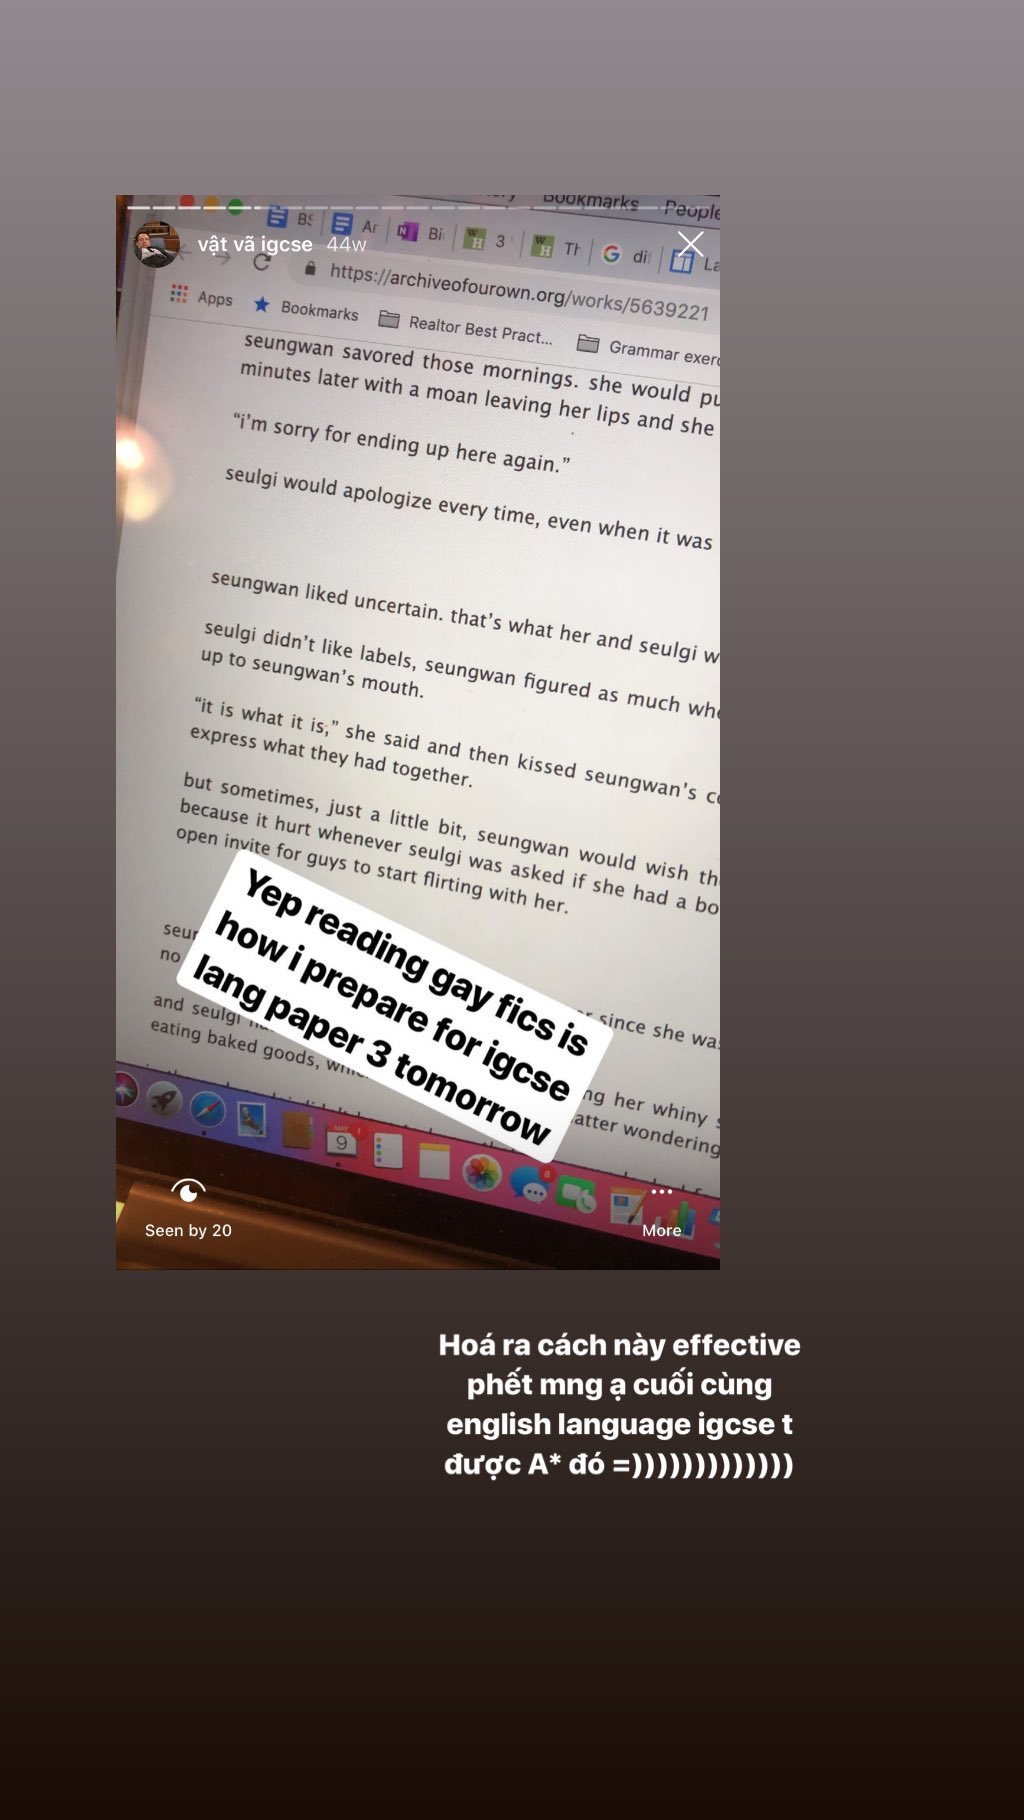 Bookmarks People
BS Ar Bi 3 Th di La
vật vã igcse 44w
https://archiveofourown.org/works/5639221
Apps Bookmarks Realtor Best Pract... Grammar exerc
seungwan savored those mornings. she would pu
minutes later with a moan leaving her lips and she
“i’m sorry for ending up here again.”
seulgi would apologize every time, even when it was
seungwan liked uncertain. that’s what her and seulgi w
seulgi didn’t like labels, seungwan figured as much whe
up to seungwan’s mouth.
“it is what it is,” she said and then kissed seungwan’s co
express what they had together.
but sometimes, just a little bit, seungwan would wish th
because it hurt whenever seulgi was asked if she had a bo
open invite for guys to start flirting with her.
seun since she was
no
and seulgi ng her whiny s
eating baked goods, atter wondering
Yep reading gay fics is
how i prepare for igcse
lang paper 3 tomorrow
MAY
9
Seen by 20 More
Hoá ra cách này effective
phết mng ạ cuối cùng
english language igcse t
được A* đó =)))))))))))))